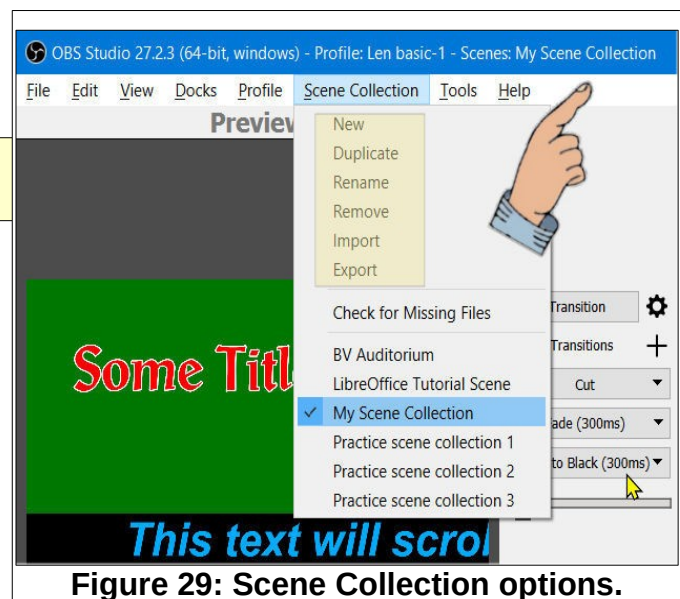 OBS Studio 27.2.3 (64-bit, windows) - Profile: Len basic-1 - Scenes: My Scene Collection
File Edit View Docks Profile Scene Collection Tools Help
Preview
New
Duplicate
Rename
Remove
Import
Export
Check for Missing Files
BV Auditorium
LibreOffice Tutorial Scene
My Scene Collection
Practice scene collection 1
Practice scene collection 2
Practice scene collection 3
Transition
Transitions
Cut
ade (300ms)
to Black (300ms)
Some Titl
This text will scrol
Figure 29: Scene Collection options.